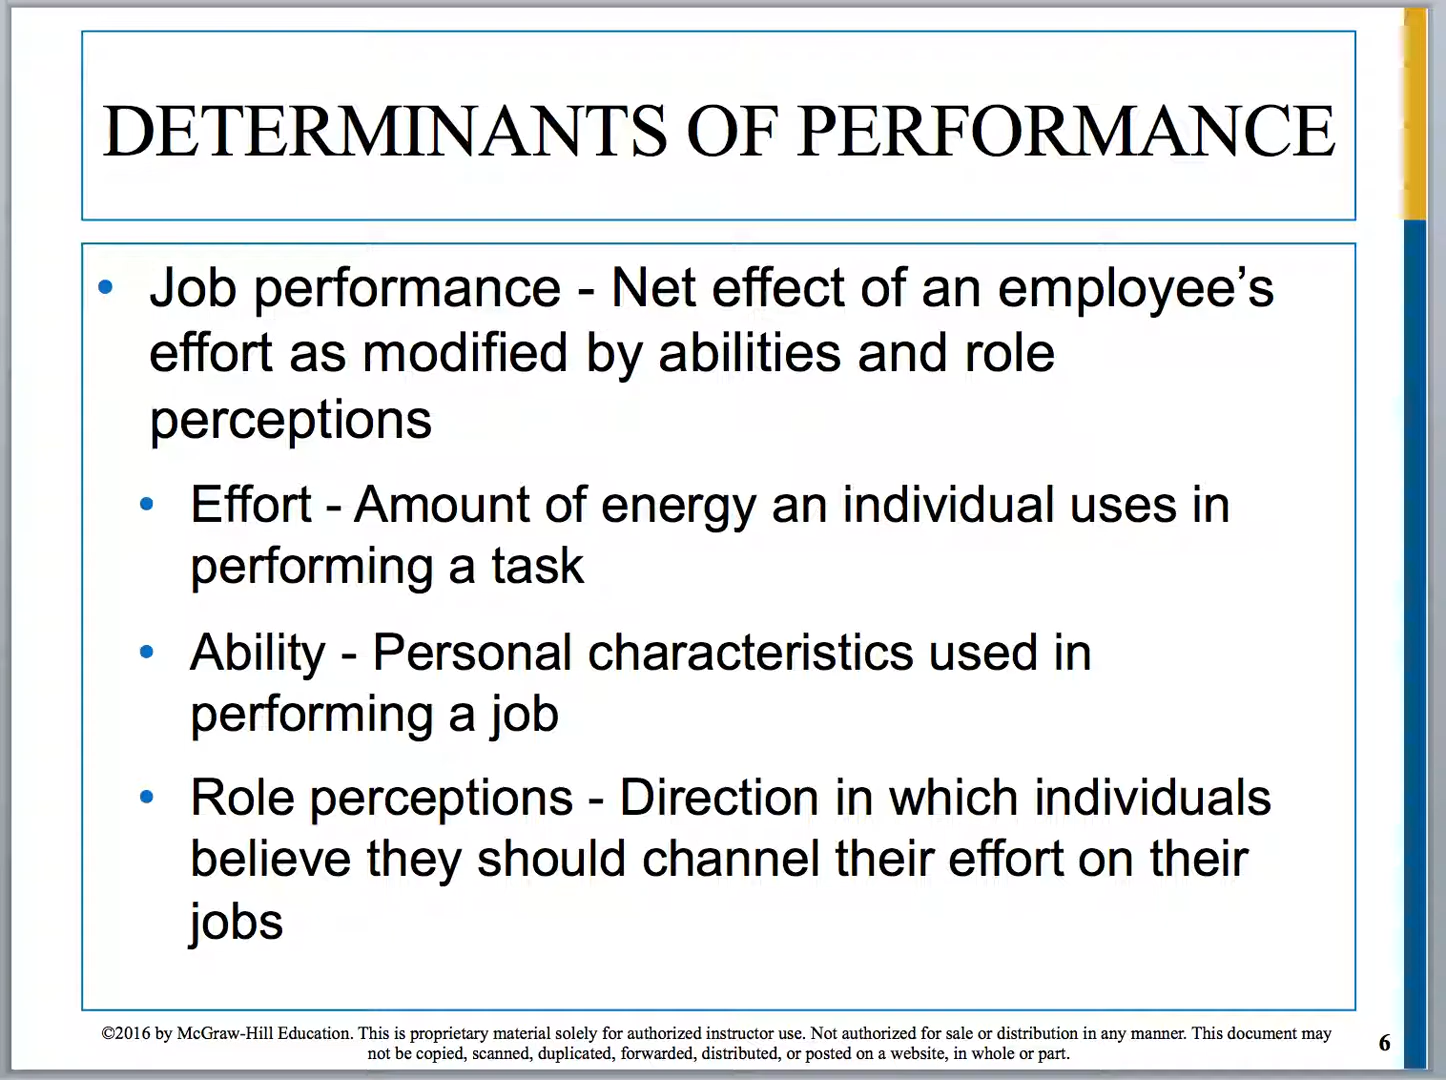 DETERMINANTS OF PERFORMANCE
• Job performance - Net effect of an employee’s
effort as modified by abilities and role
perceptions
• Effort - Amount of energy an individual uses in
performing a task
• Ability - Personal characteristics used in
performing a job
• Role perceptions - Direction in which individuals
believe they should channel their effort on their
jobs
©2016 by McGraw-Hill Education. This is proprietary material solely for authorized instructor use. Not authorized for sale or distribution in any manner. This document may
not be copied, scanned, duplicated, forwarded, distributed, or posted on a website, in whole or part.
6